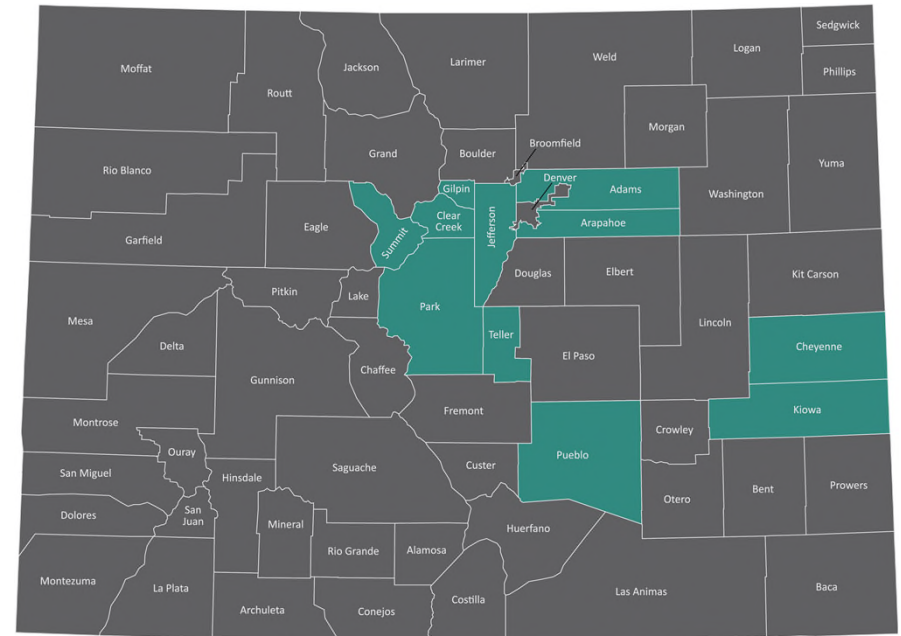 Sedgwick
Logan
Weld
Larimer
Jackson
Moffat
Phillips
Routt
Morgan
Broomfield
Grand
Boulder
Yuma
Rio Blanco
Denver
Gilpin
Adams
Washington
Clear
Creek
Jefferson
Arapahoe
Eagle
Summit
Garfield
Douglas
Elbert
Kit Carson
Pitkin
Lake
Park
Mesa
Lincoln
Teller
Delta
Cheyenne
El Paso
Chaffee
Gunnison
Fremont
Kiowa
Montrose
Crowley
Ouray
Pueblo
Saguache
Custer
San Miguel
Hinsdale
Prowers
Bent
Otero
San
Juan
Dolores
Mineral
Huerfano
Rio Grande
Alamosa
Montezuma
La Plata
Las Animas
Baca
Costilla
Archuleta
Conejos